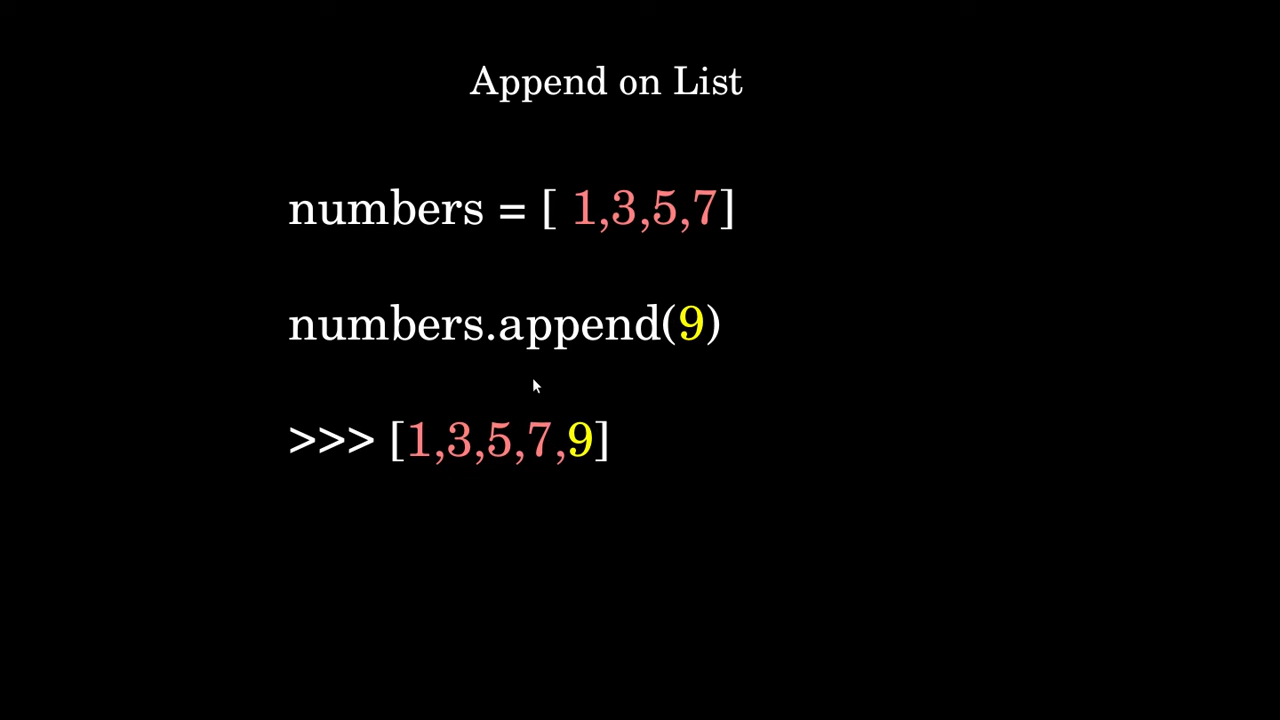 Append on List
numbers = [ 1,3,5,7]
numbers.append(9)
>>> [1,3,5,7,9]